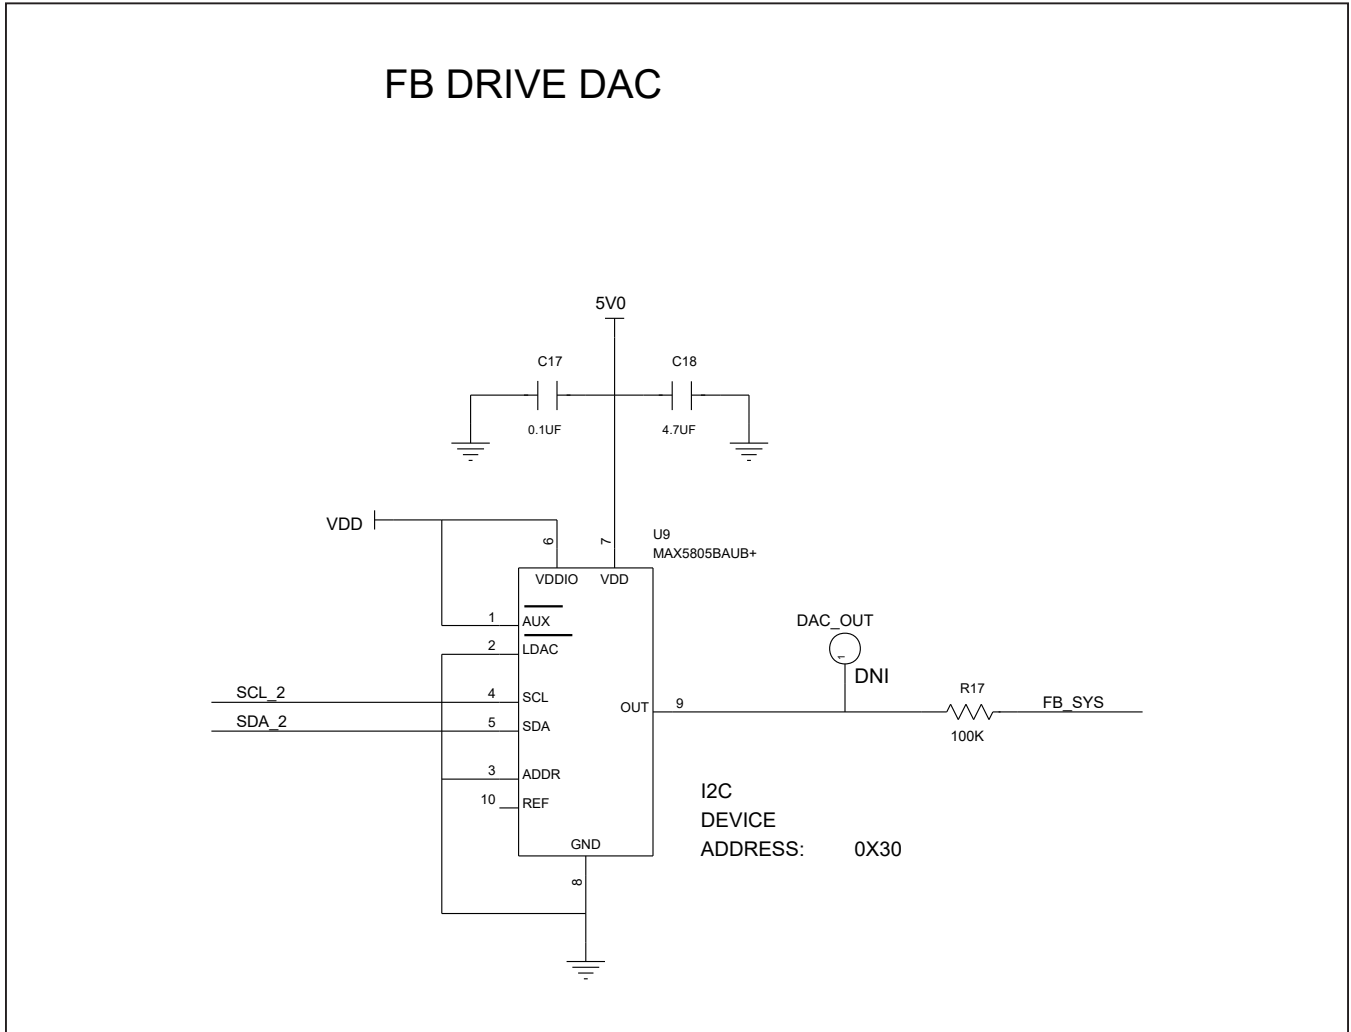 FB DRIVE DAC
5V0
C17
C18
0.1UF
4.7UF
VDD
6
7
U9
MAX5805BAUB+
VDDIO
VDD
1
AUX
2
LDAC
SCL_2
4
SCL
SDA_2
5
SDA
3
ADDR
10
REF
GND
8
OUT
9
DAC_OUT
1
DNI
R17
100K
FB_SYS
I2C
DEVICE
ADDRESS: 0X30